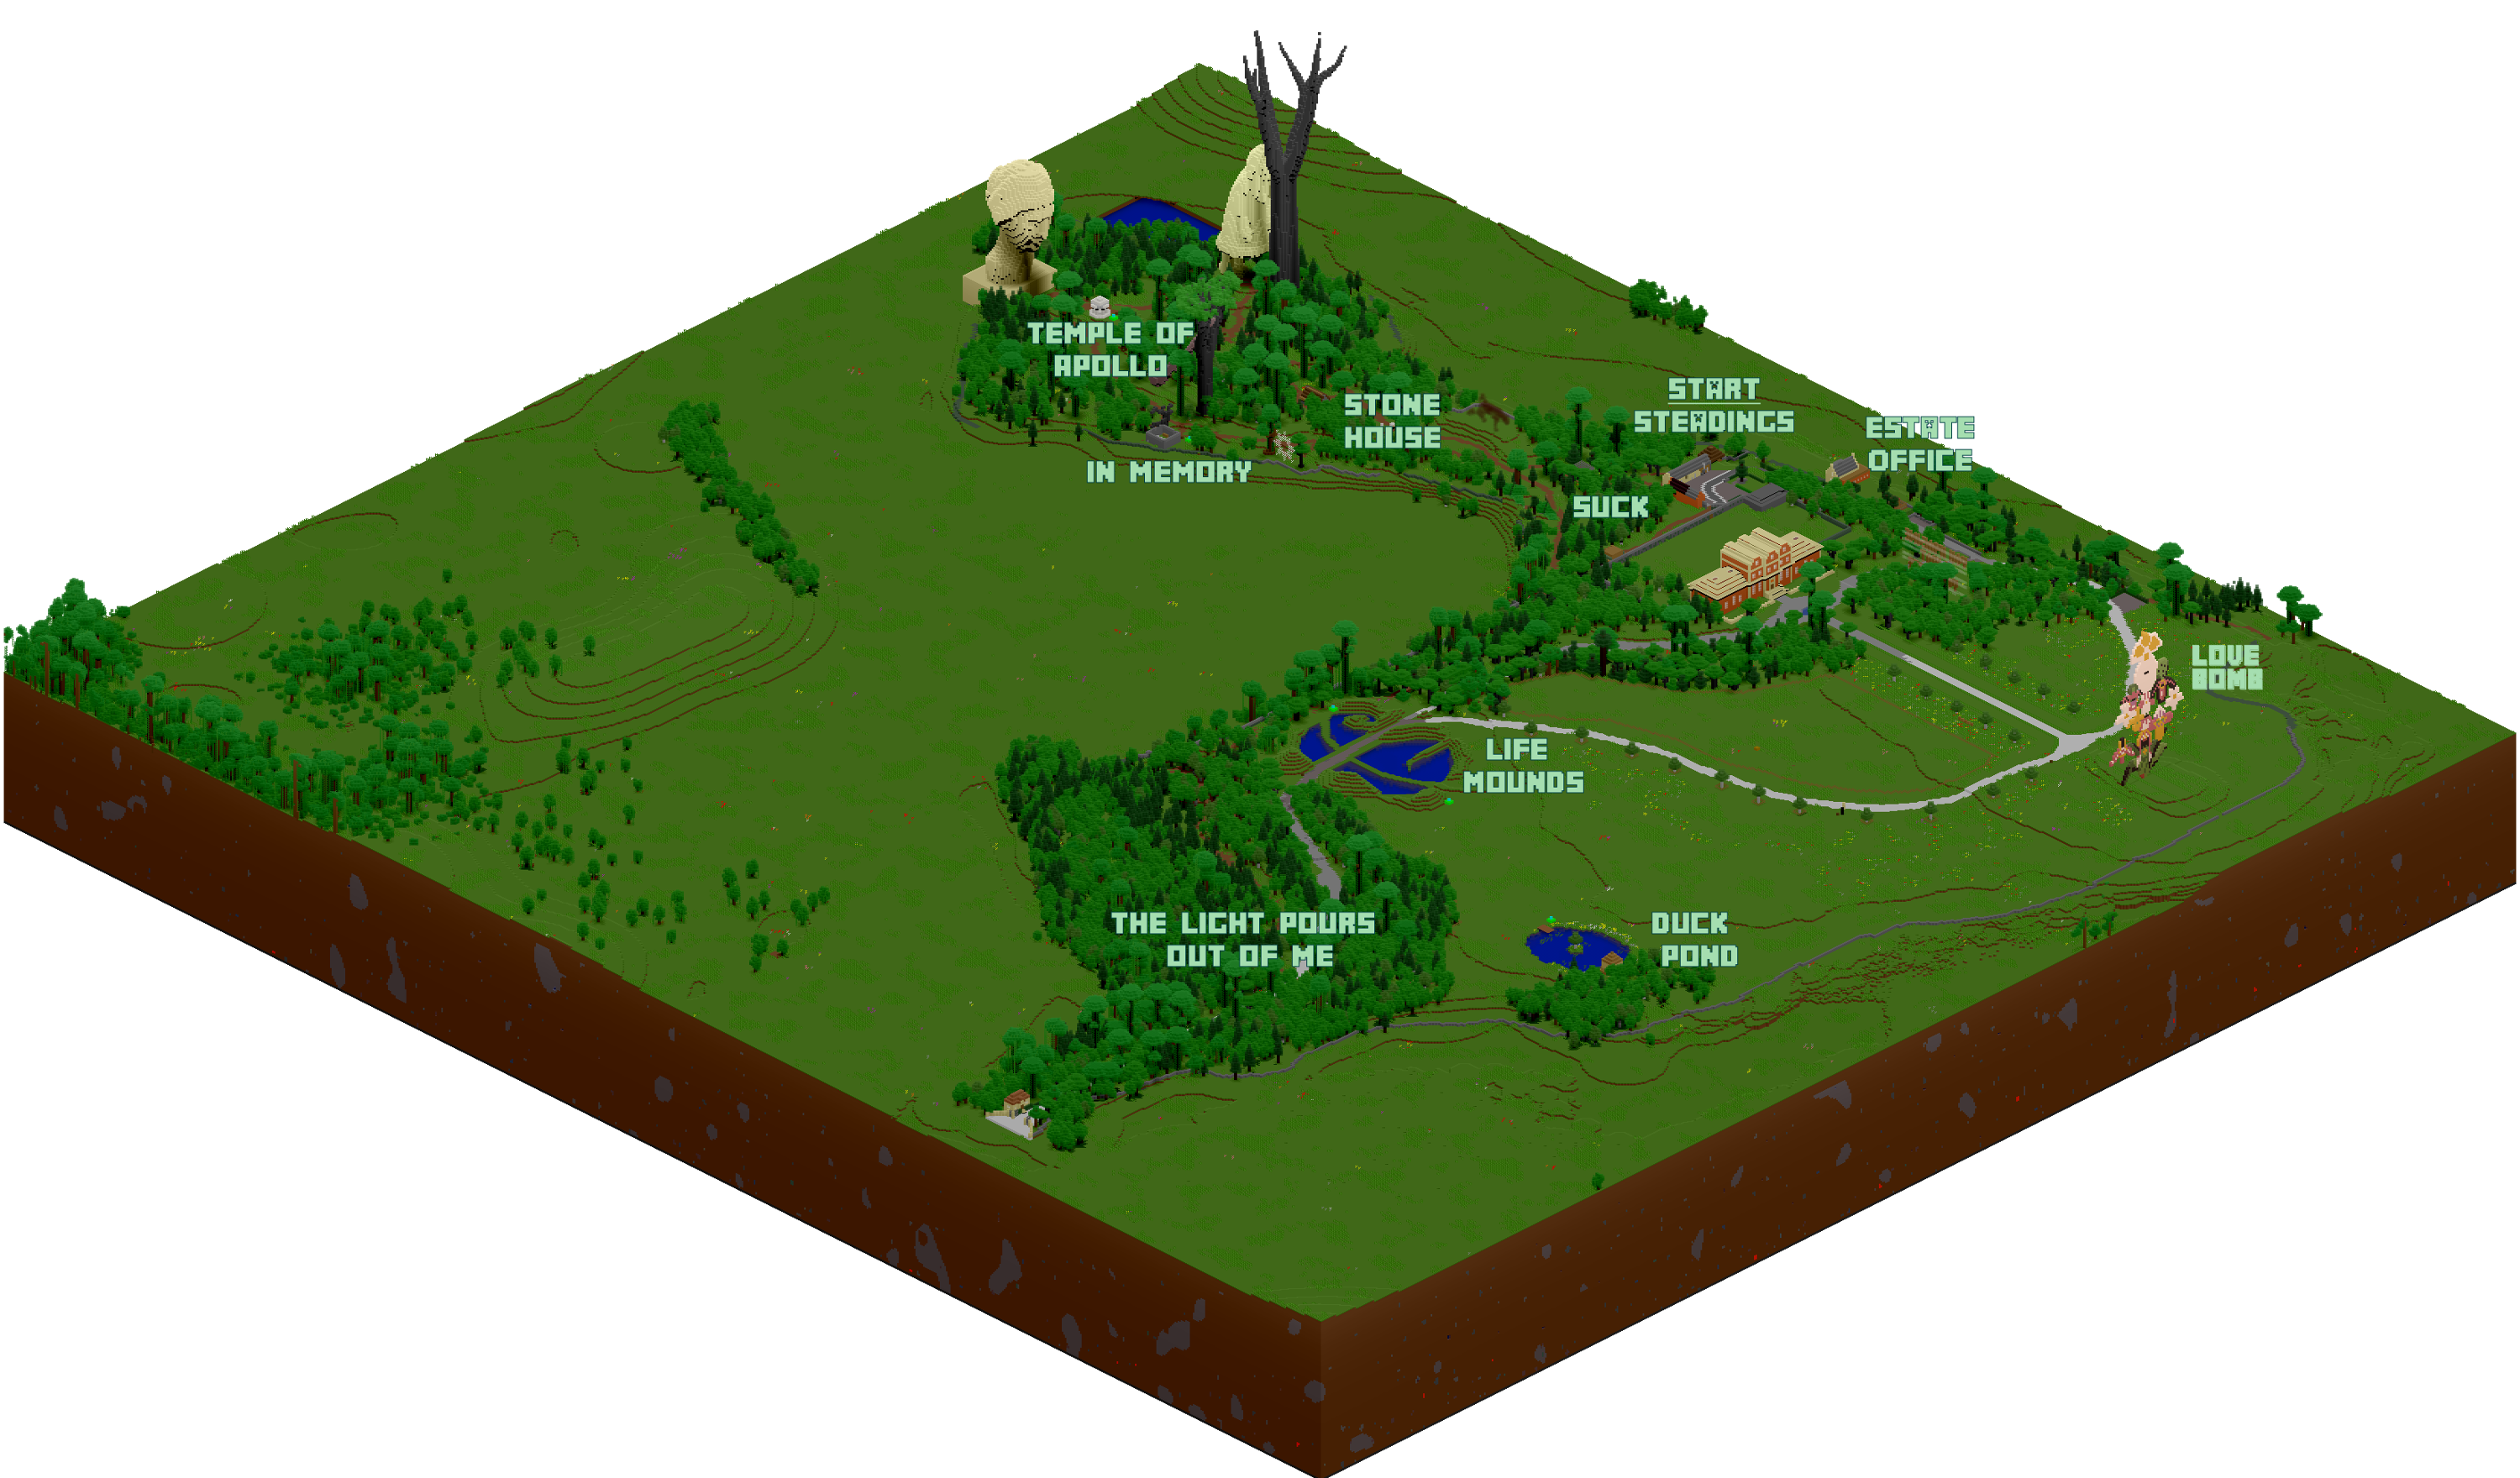 TEMPLE OF
APOLLO
STONE
HOUSE
START
STEADINGS
ESTATE
OFFICE
IN MEMORY
SUCK
LOVE
BOMB
LIFE
MOUNDS
THE LIGHT POURS
OUT OF ME
DUCK
POND